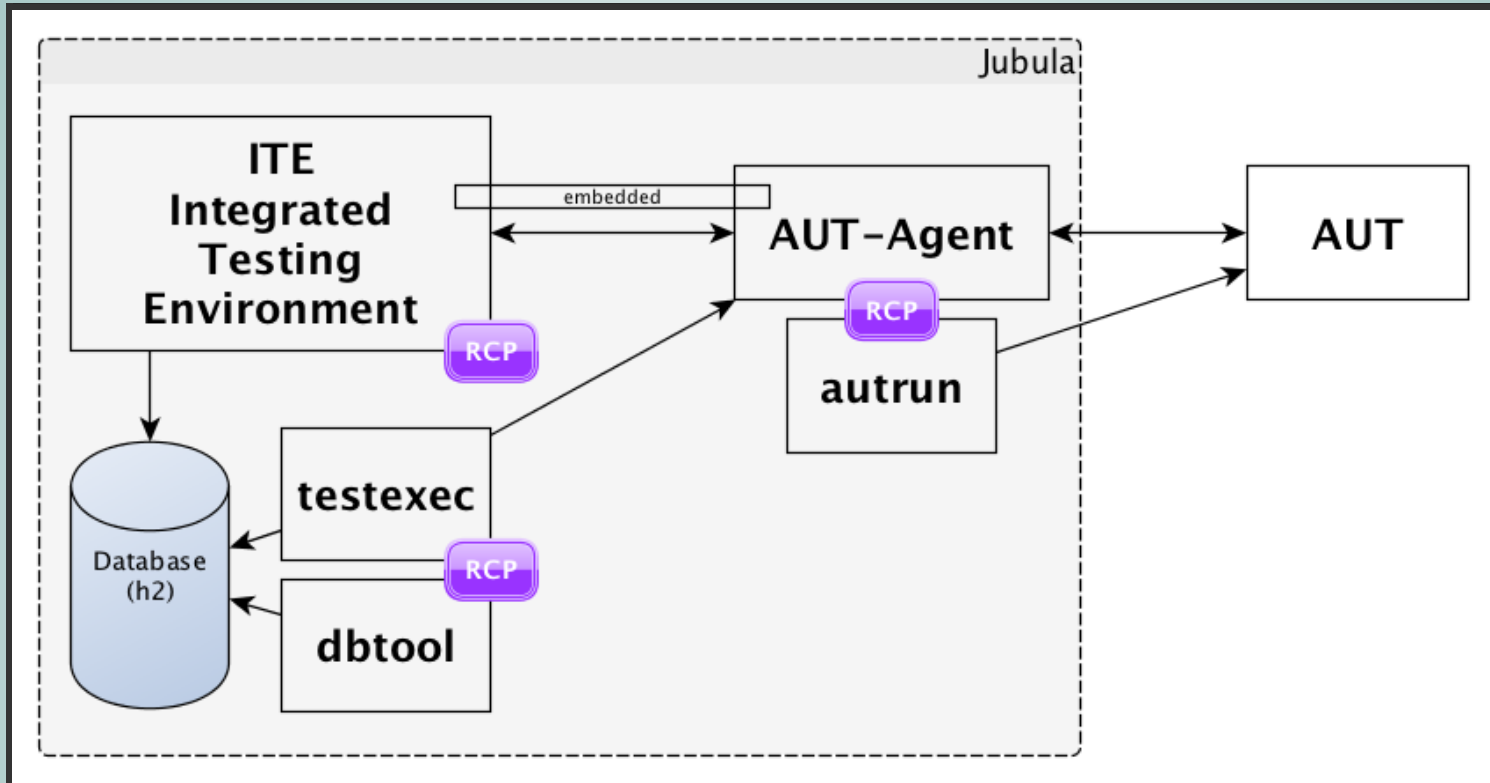 Jubula
ITE
Integrated
Testing
Environment
embedded
AUT-Agent
AUT
RCP
RCP
autrun
testexec
Database
(h2)
RCP
dbtool